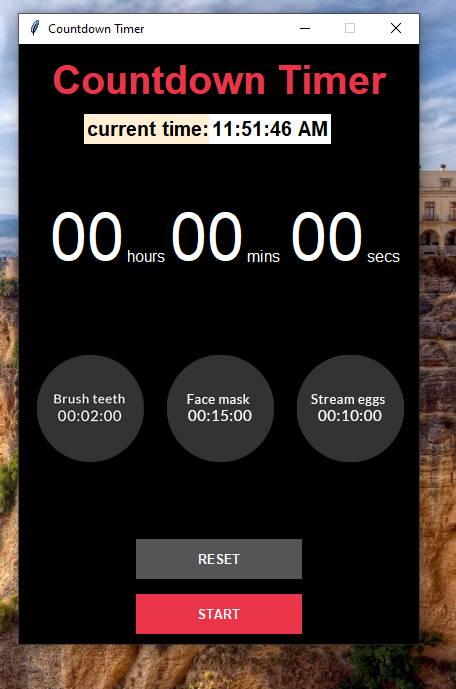 Countdown Timer
Countdown Timer
current time: 11:51:46 AM
00 hours 00 mins 00 secs
Brush teeth Face mask Stream eggs
00:02:00 00:15:00 00:10:00
RESET
START